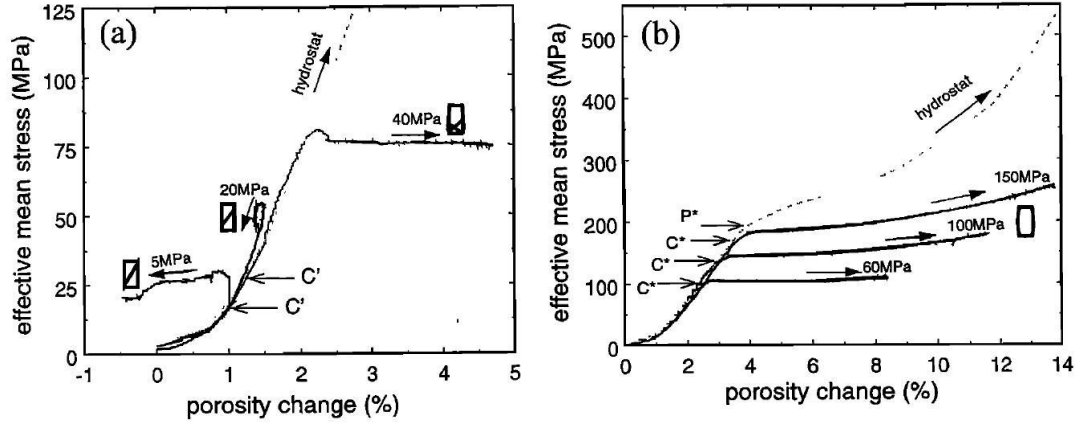 (a)
effective mean stress (MPa)
125
100
75
50
25
0
hydrostat
40MPa
20MPa
5MPa
C'
C'
-1 0 1 2 3 4 5
porosity change (%)
(b)
effective mean stress (MPa)
500
400
300
200
100
0
hydrostat
150MPa
P*
C*
100MPa
C*
C*
60MPa
0 2 4 6 8 10 12 14
porosity change (%)